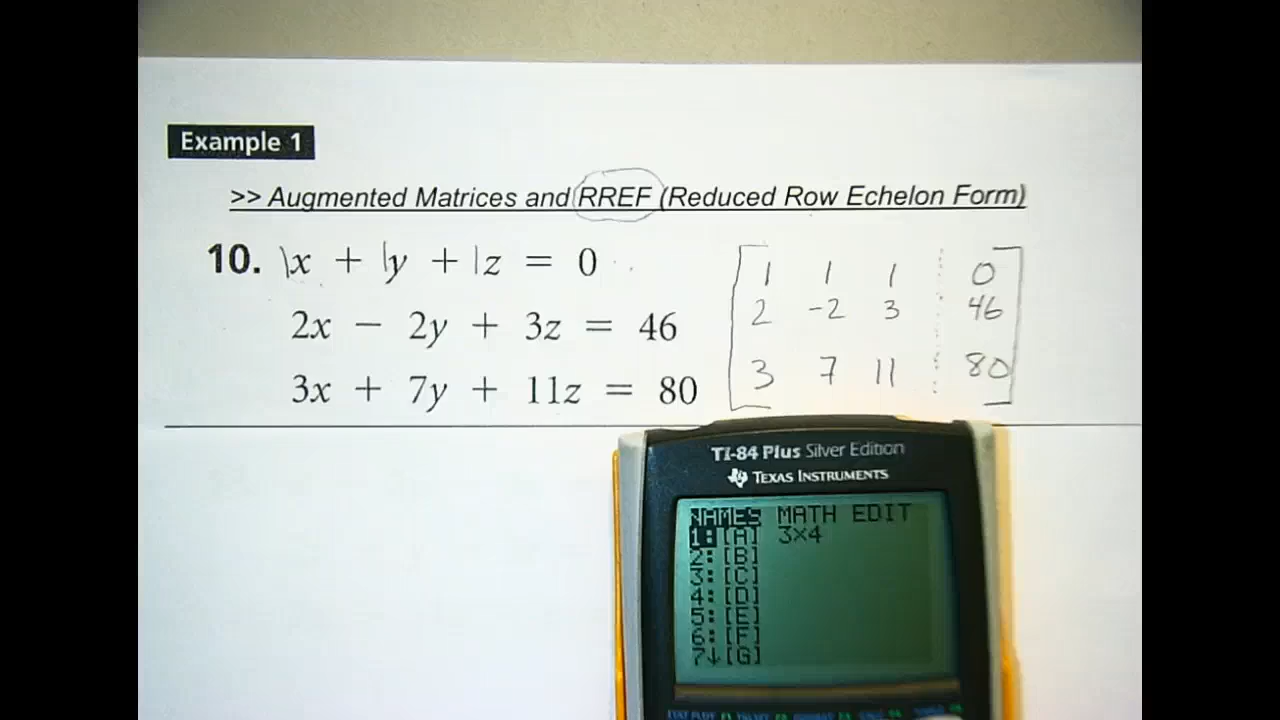 Example 1
>> Augmented Matrices and RREF (Reduced Row Echelon Form)
10. 1x + 1y + 1z = 0
2x - 2y + 3z = 46
3x + 7y + 11z = 80
1 1 1 0
2 -2 3 46
3 7 11 80
TI-84 Plus Silver Edition
TEXAS INSTRUMENTS
NAMES MATH EDIT
1:[A] 3×4
2:[B]
3:[C]
4:[D]
5:[E]
6:[F]
7↓[G]